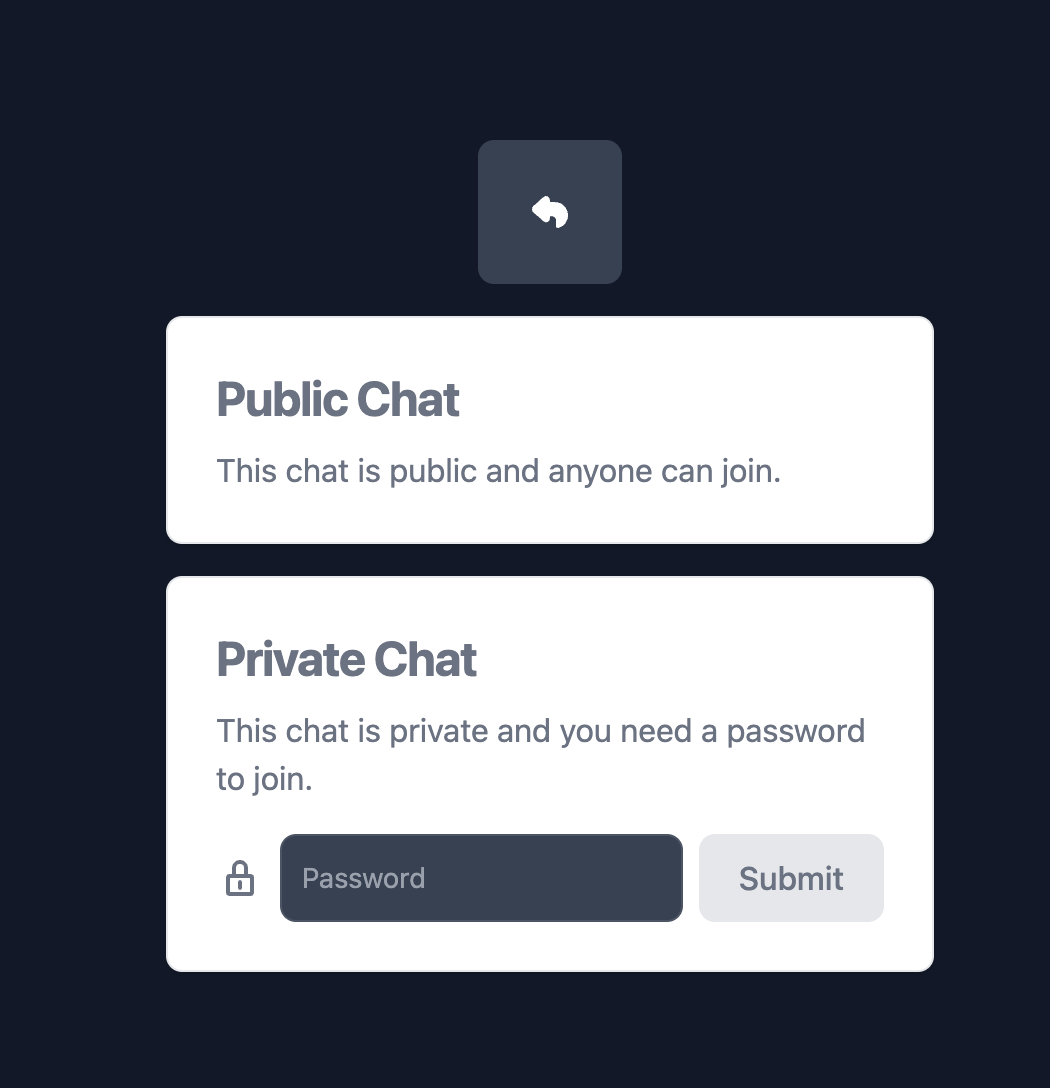 Public Chat
This chat is public and anyone can join.
Private Chat
This chat is private and you need a password
to join.
Password
Submit